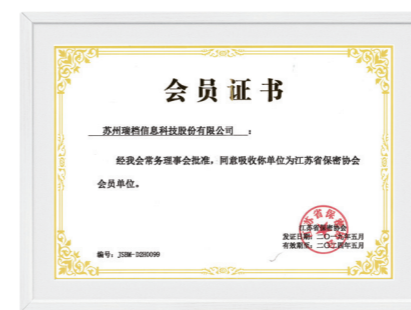 会员证书
苏州瑞档信息科技股份有限公司 :
经我会常务理事会批准，同意吸收你单位为江苏省保密协会
会员单位。
江苏省保密协会
发证日期：二〇一九年五月
有效期至：二〇二四年五月
编号：JSBM-D2H0099